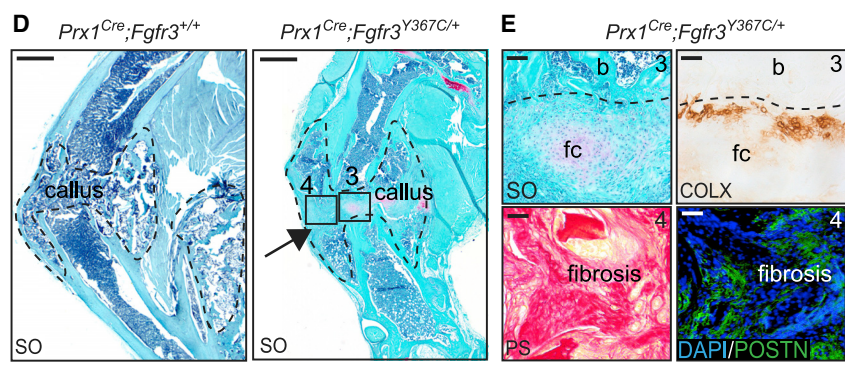 D
Prx1Cre;Fgfr3+/+
Prx1Cre;Fgfr3Y367C/+
callus
SO
4
3
callus
SO
E
Prx1Cre;Fgfr3Y367C/+
b
3
fc
SO
b
3
fc
COLX
4
fibrosis
PS
4
fibrosis
DAPI/POSTN